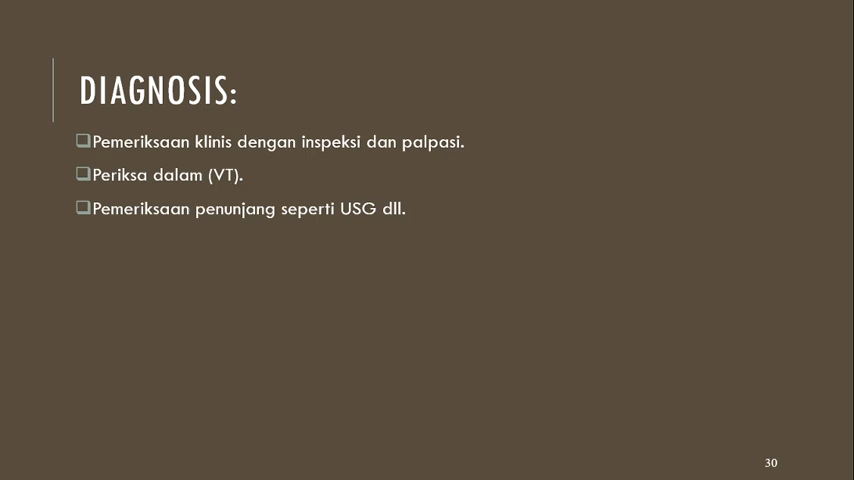 DIAGNOSIS:
❑Pemeriksaan klinis dengan inspeksi dan palpasi.
❑Periksa dalam (VT).
❑Pemeriksaan penunjang seperti USG dll.
30